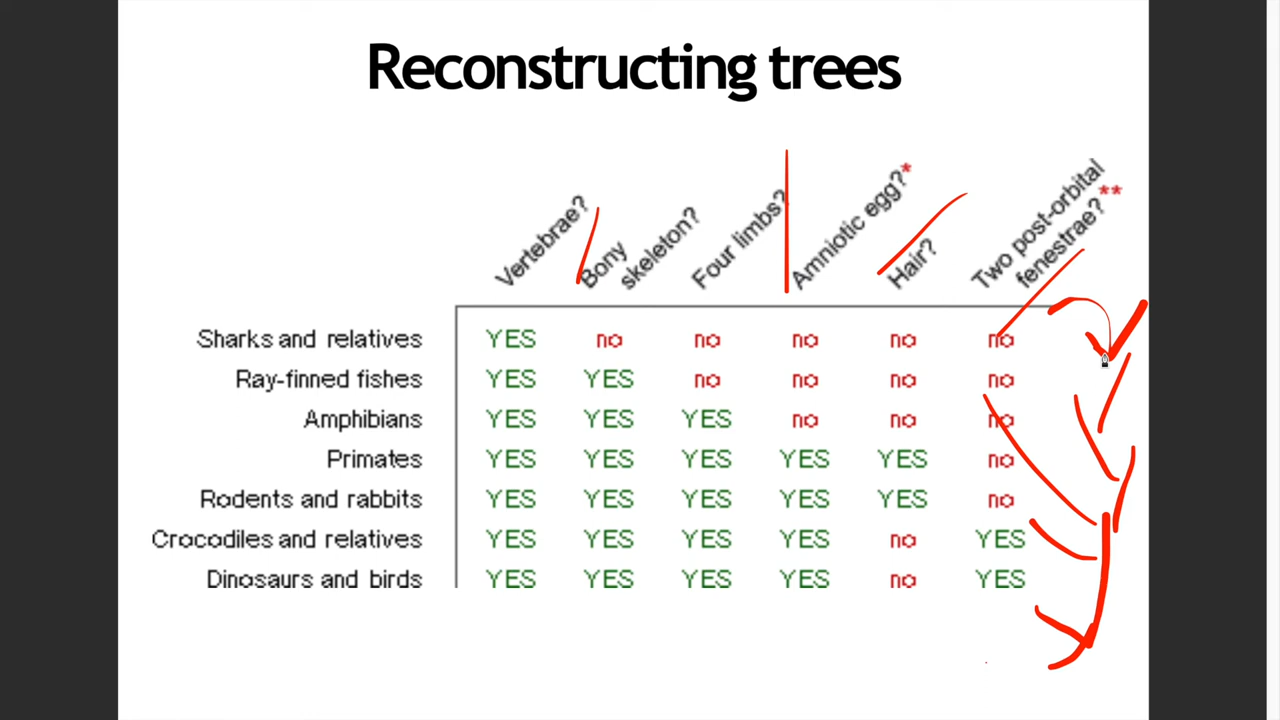 Reconstructing trees
Vertebrae?
Bony
skeleton?
Four limbs?
Amniotic egg?*
Hair?
Two post-orbital
fenestrae?**
Sharks and relatives YES no no no no no
Ray-finned fishes YES YES no no no no
Amphibians YES YES YES no no no
Primates YES YES YES YES YES no
Rodents and rabbits YES YES YES YES YES no
Crocodiles and relatives YES YES YES YES no YES
Dinosaurs and birds YES YES YES YES no YES